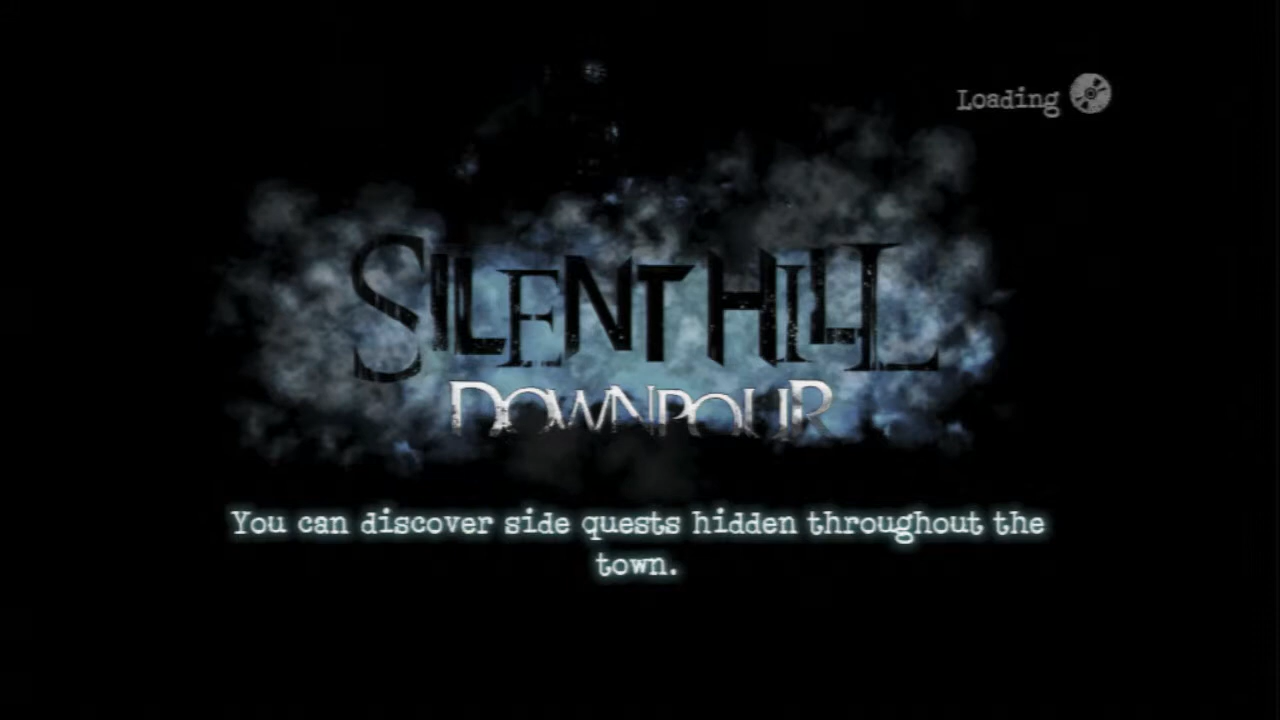 Loading
SILENT HILL
DOWNPOUR
You can discover side quests hidden throughout the
town.